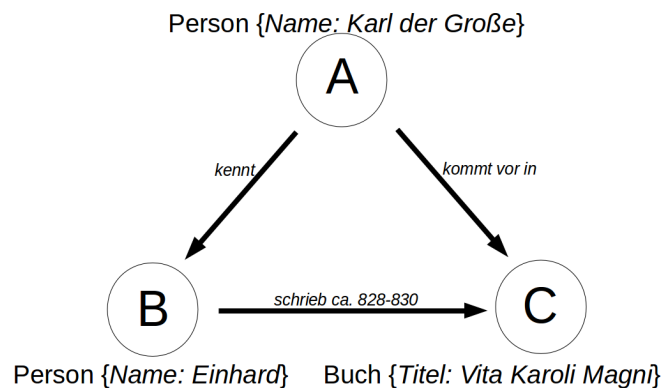 Person {Name: Karl der Große}
A
kennt
kommt vor in
B
schrieb ca. 828-830
C
Person {Name: Einhard}
Buch {Titel: Vita Karoli Magni}